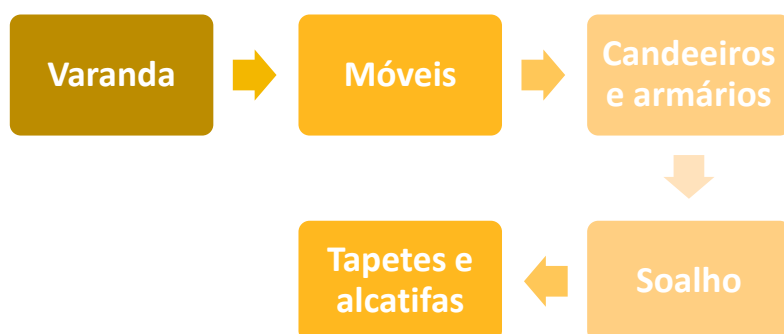 Varanda
Móveis
Candeeiros
e armários
Soalho
Tapetes e
alcatifas